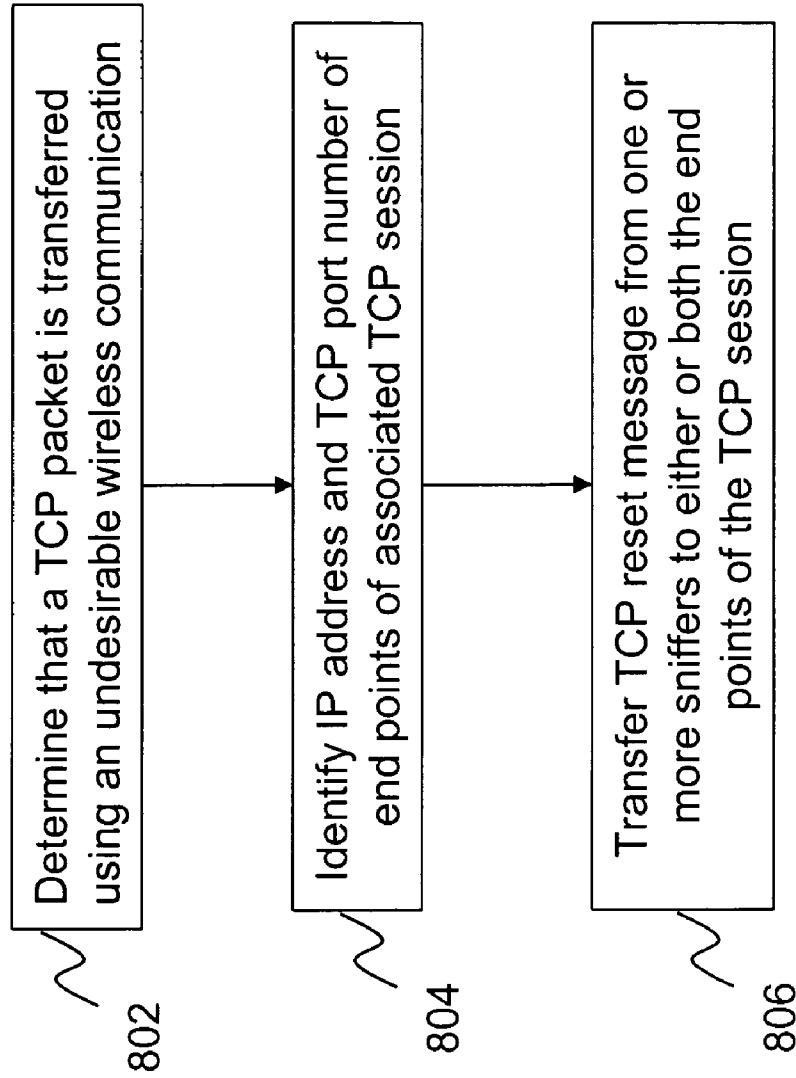 Determine that a TCP packet is transferred
using an undesirable wireless communication
802
Identify IP address and TCP port number of
end points of associated TCP session
804
Transfer TCP reset message from one or
more sniffers to either or both the end
points of the TCP session
806